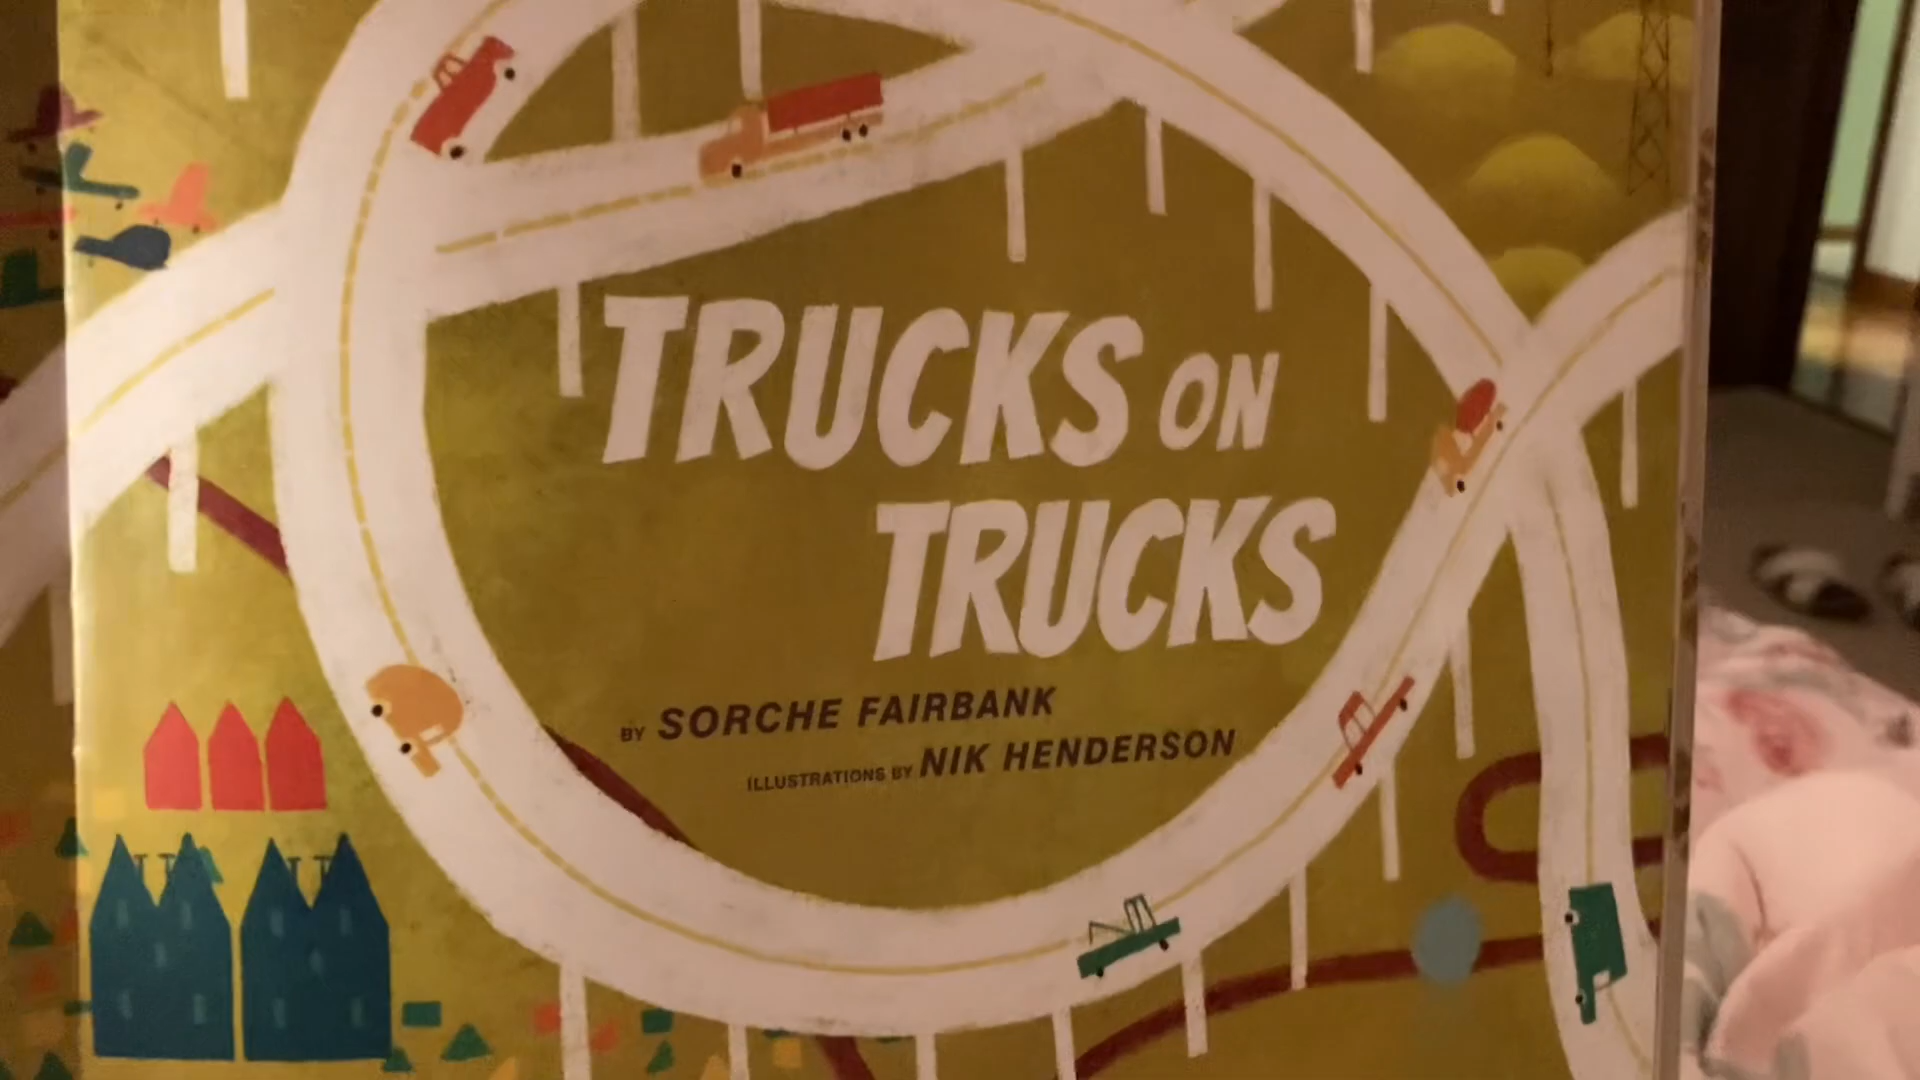 TRUCKS ON
TRUCKS
BY SORCHE FAIRBANK
ILLUSTRATIONS BY NIK HENDERSON